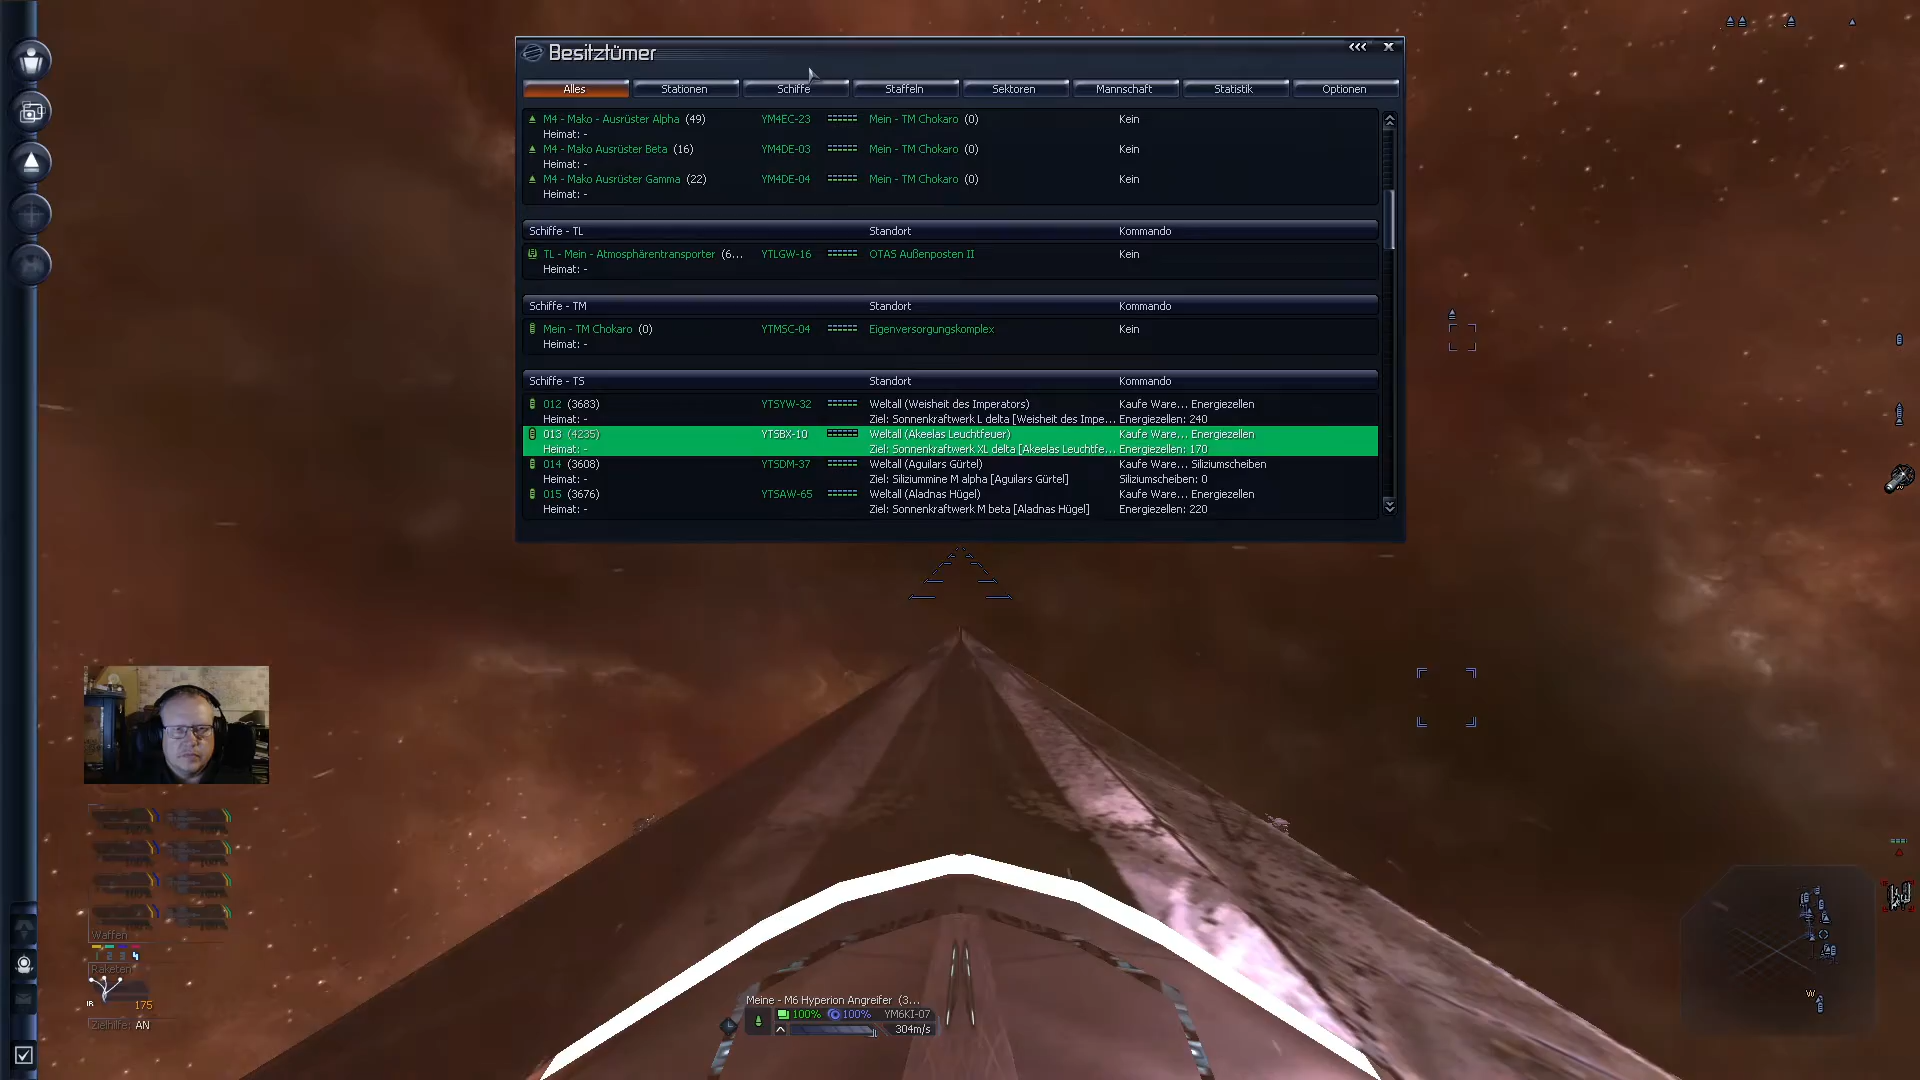 Besitztümer
Alles Stationen Schiffe Staffeln Sektoren Mannschaft Statistik Optionen
M4 - Mako - Ausrüster Alpha (49) YM4EC-23 Mein - TM Chokaro (0) Kein
Heimat: -
M4 - Mako Ausrüster Beta (16) YM4DE-03 Mein - TM Chokaro (0) Kein
Heimat: -
M4 - Mako Ausrüster Gamma (22) YM4DE-04 Mein - TM Chokaro (0) Kein
Heimat: -
Schiffe - TL Standort Kommando
TL - Mein - Atmosphärentransporter (6... YTLGW-16 OTAS Außenposten II Kein
Heimat: -
Schiffe - TM Standort Kommando
Mein - TM Chokaro (0) YTMSC-04 Eigenversorgungskomplex Kein
Heimat: -
Schiffe - TS Standort Kommando
012 (3683) YTSYW-32 Weltall (Weisheit des Imperators) Kaufe Ware... Energiezellen
Heimat: - Ziel: Sonnenkraftwerk L delta [Weisheit des Impe... Energiezellen: 240
013 (4235) YTSBX-10 Weltall (Akeelas Leuchtfeuer) Kaufe Ware... Energiezellen
Heimat: - Ziel: Sonnenkraftwerk XL delta [Akeelas Leuchtfe... Energiezellen: 170
014 (3608) YTSDM-37 Weltall (Aguilars Gürtel) Kaufe Ware... Siliziumscheiben
Heimat: - Ziel: Siliziummine M alpha [Aguilars Gürtel] Siliziumscheiben: 0
015 (3676) YTSAW-65 Weltall (Aladnas Hügel) Kaufe Ware... Energiezellen
Heimat: - Ziel: Sonnenkraftwerk M beta [Aladnas Hügel] Energiezellen: 220
Waffen
1 2 3 4
Raketen
IR 175
Zielhilfe: AN
Meine - M6 Hyperion Angreifer (3...
100% 100% YM6KI-07
304m/s
W